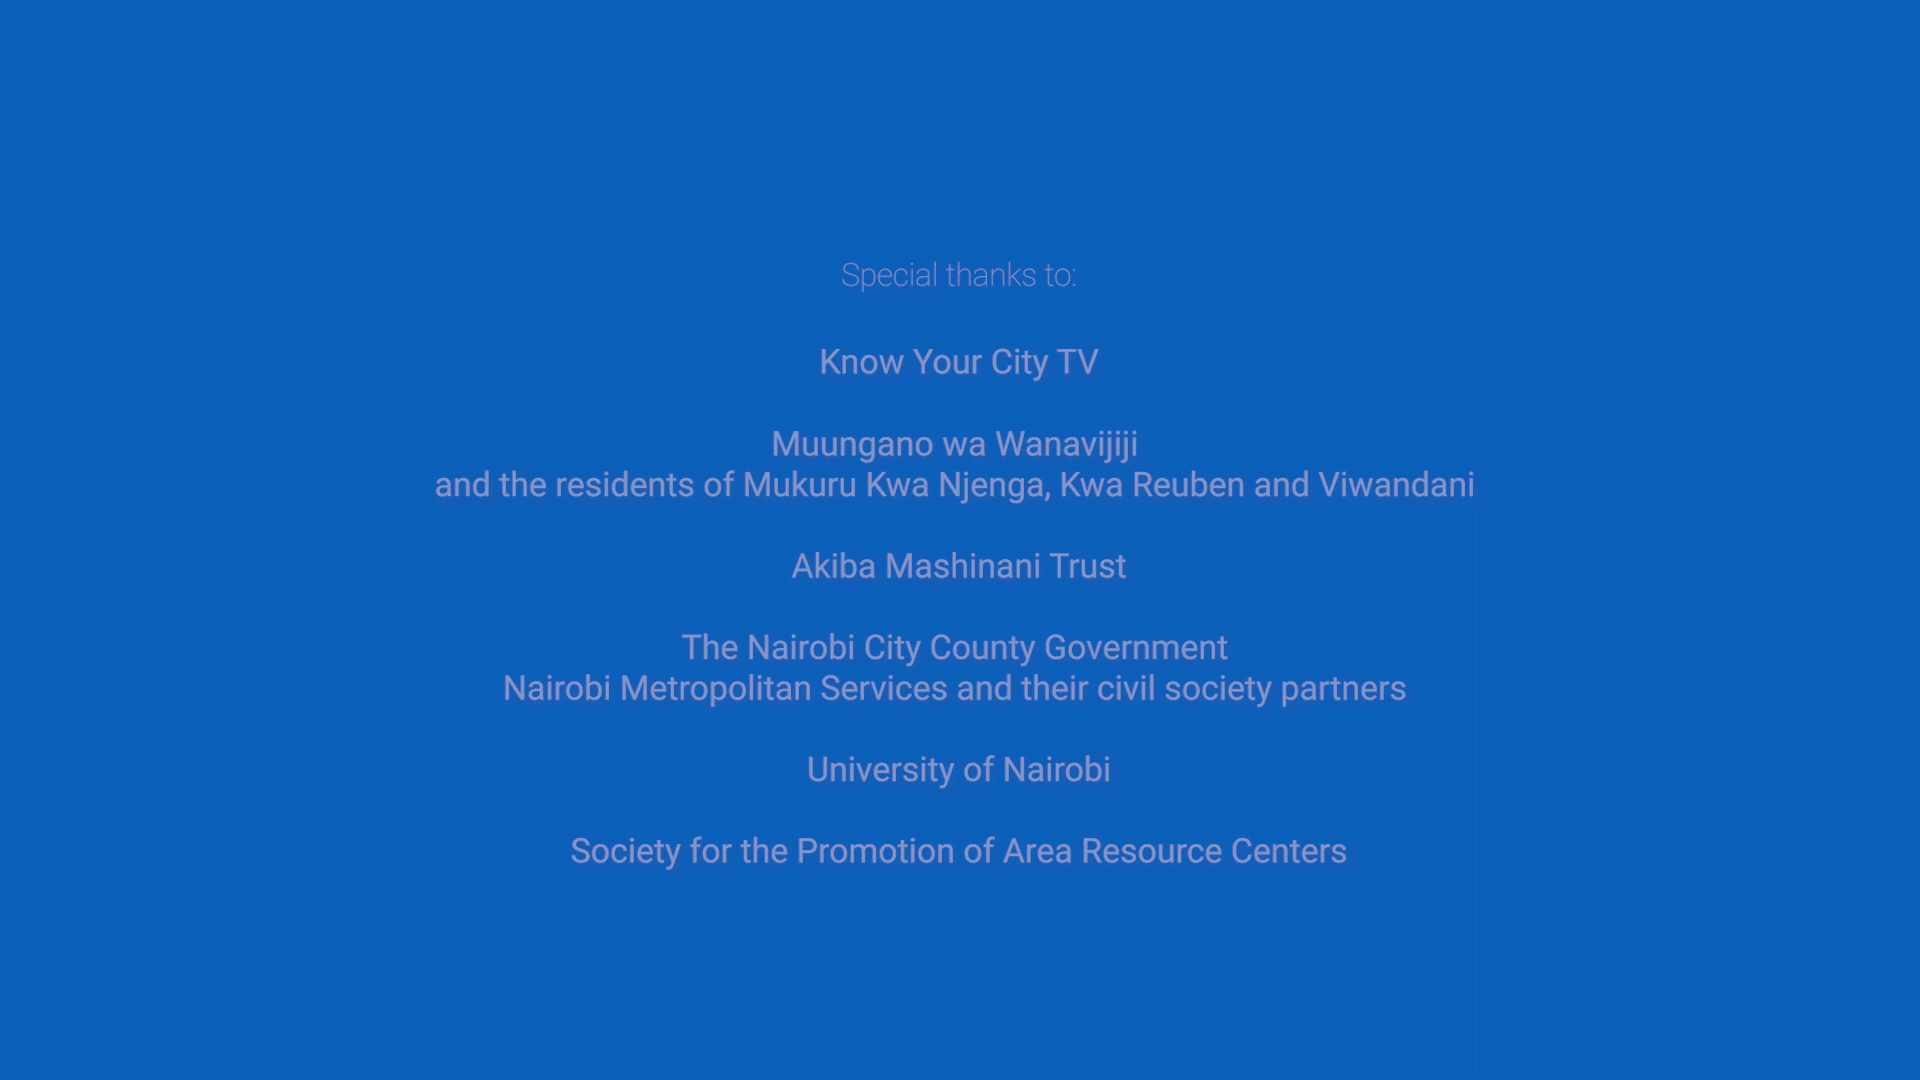 Special thanks to:
Know Your City TV
Muungano wa Wanavijiji
and the residents of Mukuru Kwa Njenga, Kwa Reuben and Viwandani
Akiba Mashinani Trust
The Nairobi City County Government
Nairobi Metropolitan Services and their civil society partners
University of Nairobi
Society for the Promotion of Area Resource Centers